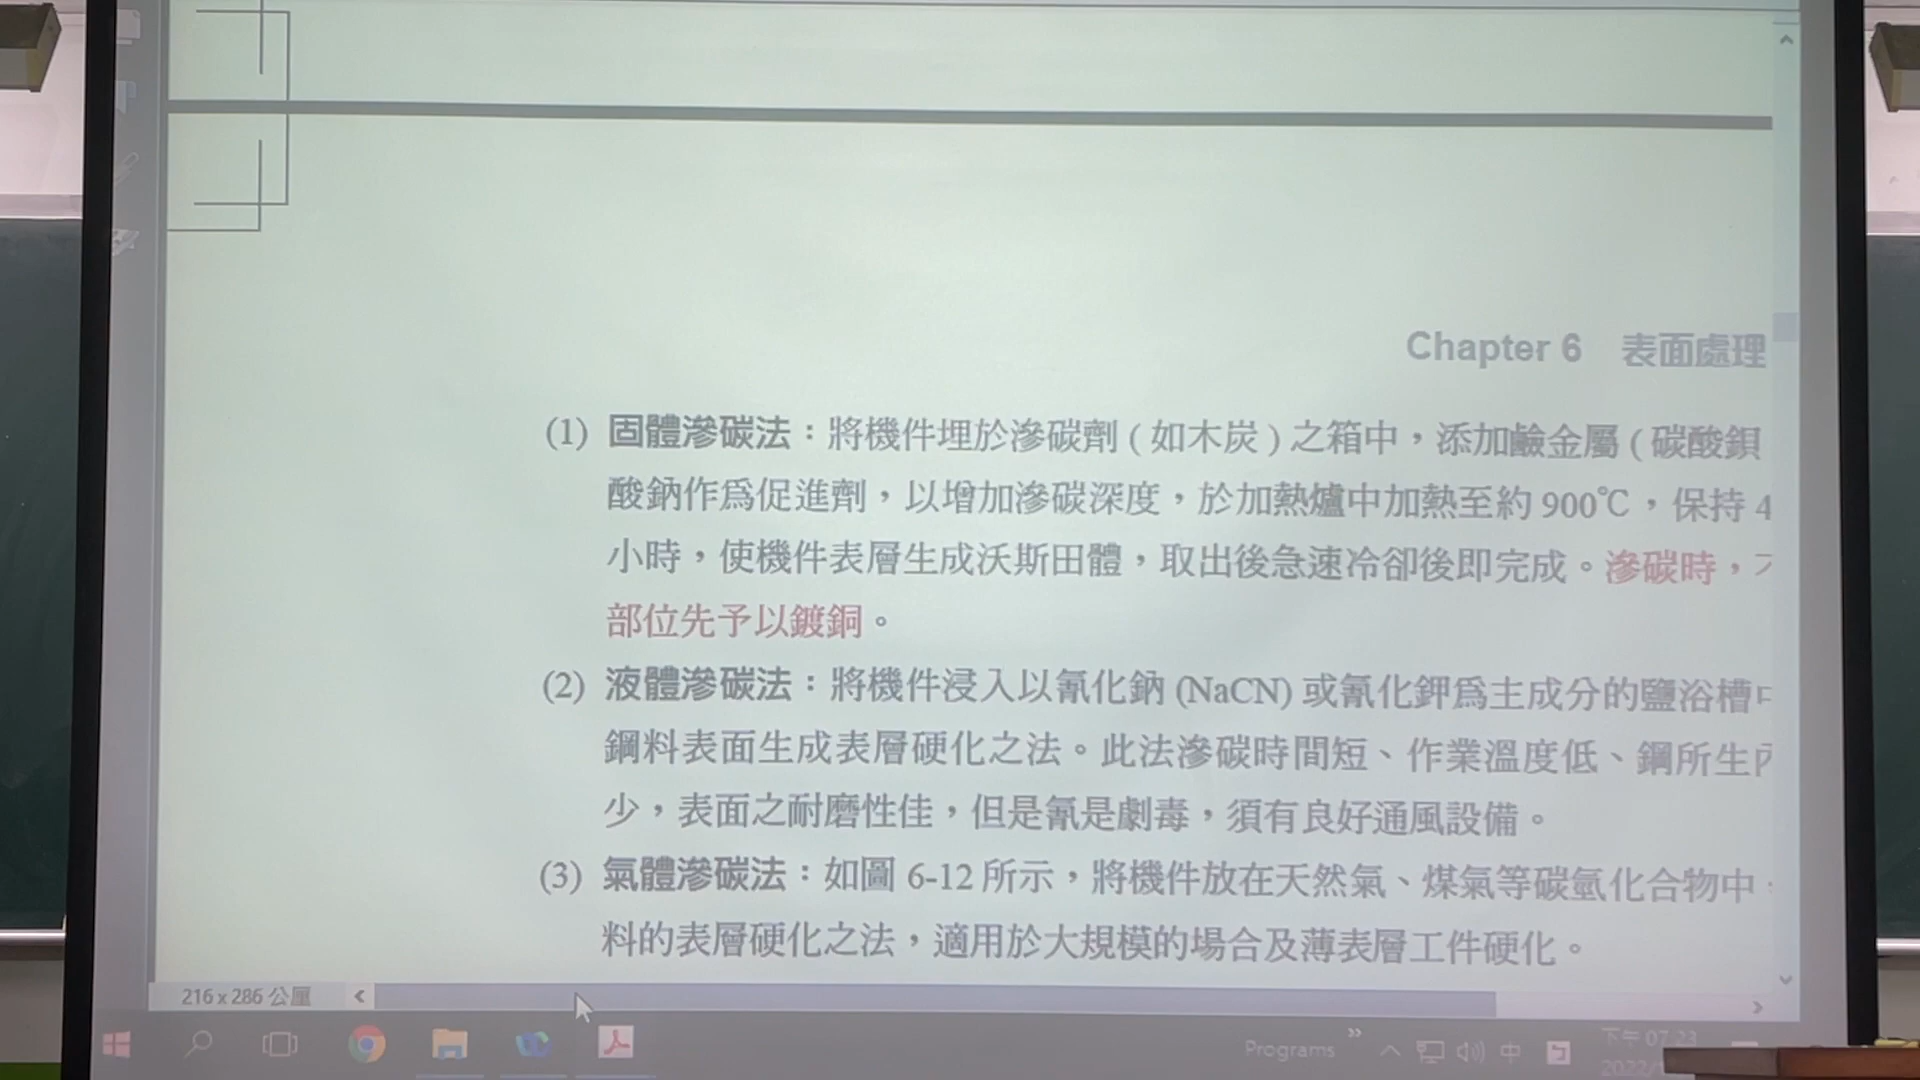 Chapter 6 表面處理
(1) 固體滲碳法：將機件埋於滲碳劑 ( 如木炭 ) 之箱中，添加鹼金屬 ( 碳酸鋇
酸鈉作為促進劑，以增加滲碳深度，於加熱爐中加熱至約 900℃，保持 4
小時，使機件表層生成沃斯田體，取出後急速冷卻後即完成。滲碳時，
部位先予以鍍銅。
(2) 液體滲碳法：將機件浸入以氰化鈉 (NaCN) 或氰化鉀為主成分的鹽浴槽
鋼料表面生成表層硬化之法。此法滲碳時間短、作業溫度低、鋼所生
少，表面之耐磨性佳，但是氰是劇毒，須有良好通風設備。
(3) 氣體滲碳法：如圖 6-12 所示，將機件放在天然氣、煤氣等碳氫化合物中
料的表層硬化之法，適用於大規模的場合及薄表層工件硬化。
216 x 286 公厘
Programs
中
下午 07:23
2022/